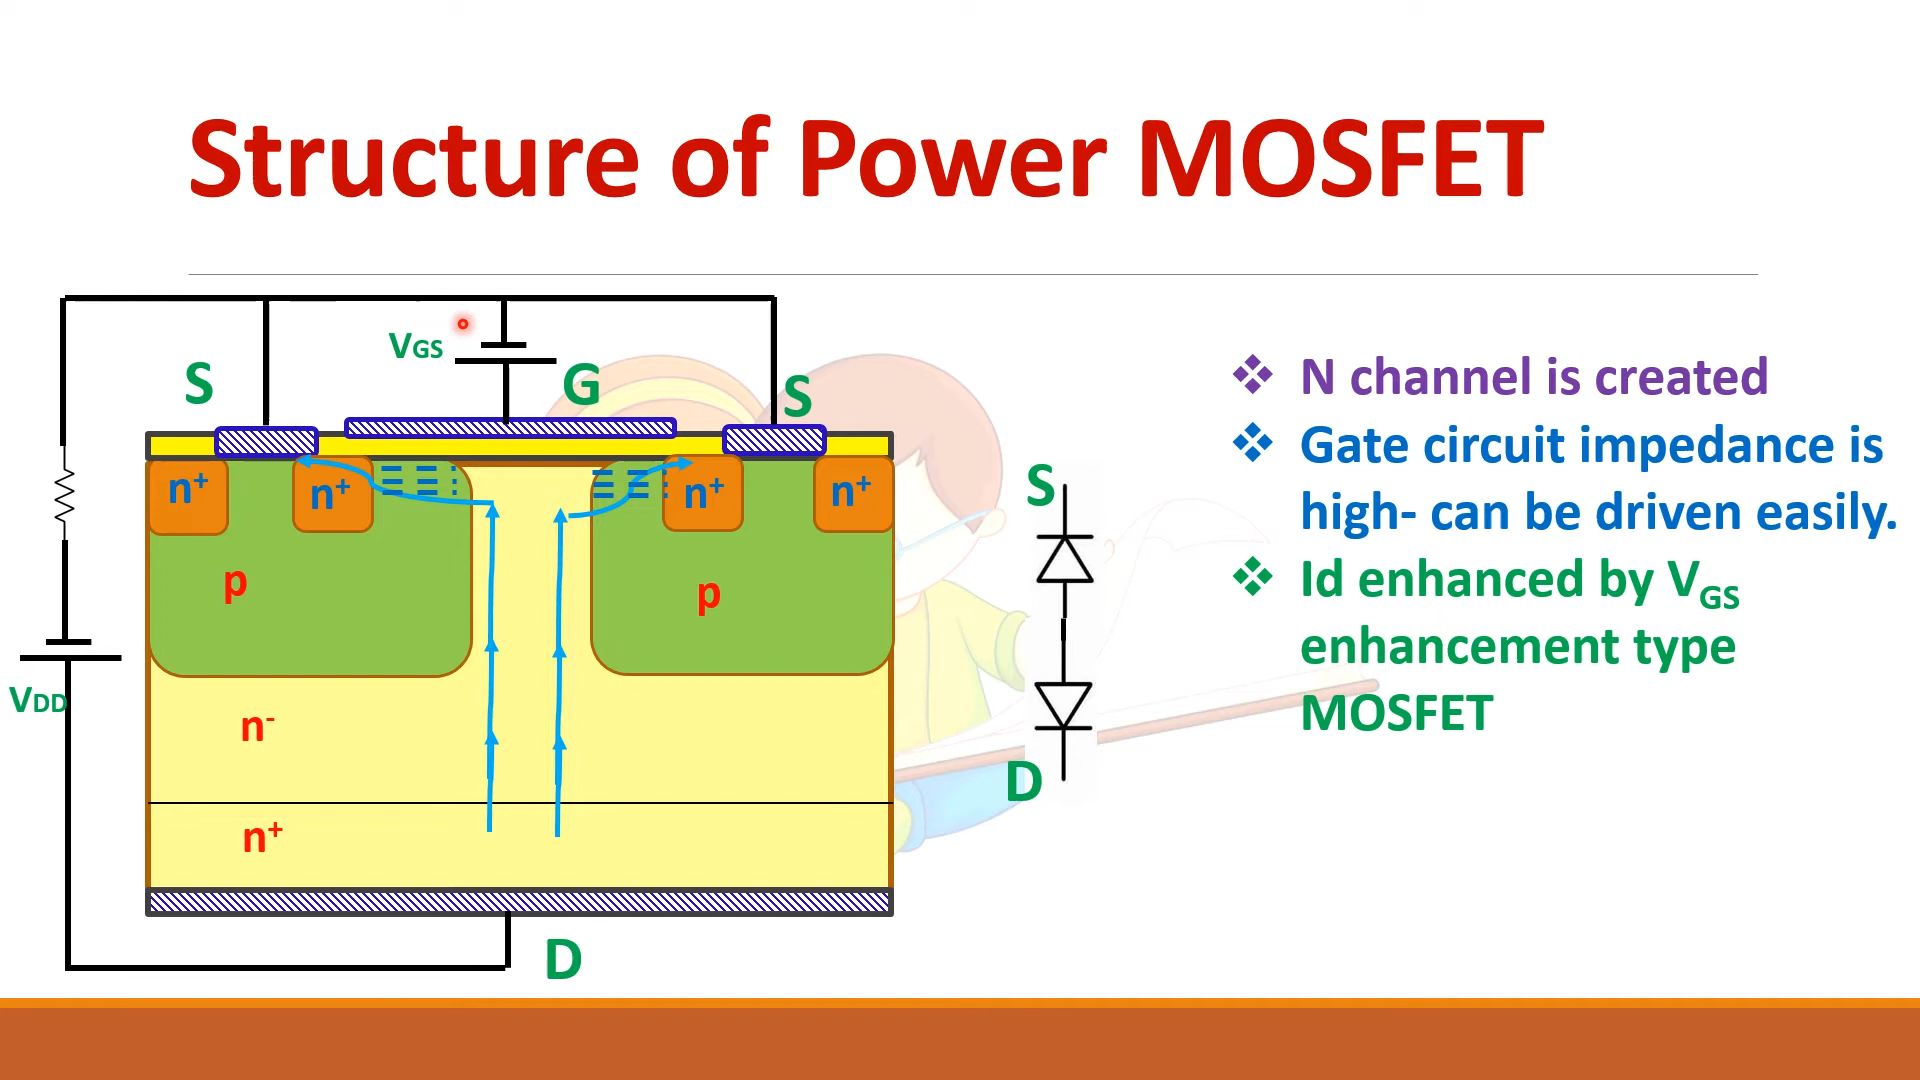 Structure of Power MOSFET
VGS
S
G
S
n+
n+
n+
n+
p
p
VDD
n-
n+
D
S
D
❖ N channel is created
❖ Gate circuit impedance is
high- can be driven easily.
❖ Id enhanced by VGS
enhancement type
MOSFET